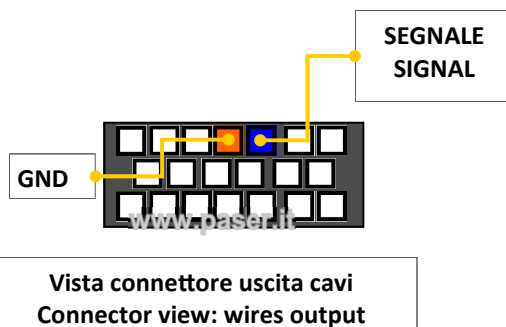 SEGNALE
SIGNAL
GND
www.paser.it
Vista connettore uscita cavi
Connector view: wires output